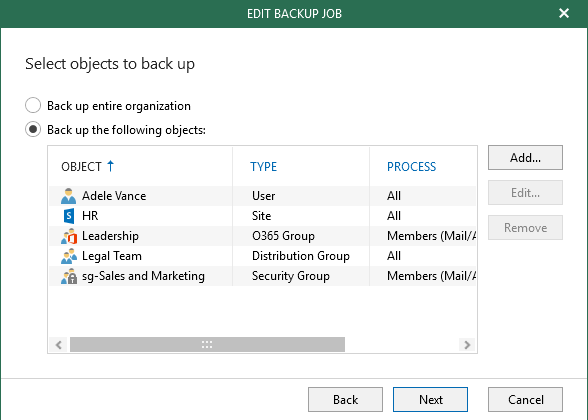 EDIT BACKUP JOB
Select objects to back up
Back up entire organization
Back up the following objects:
OBJECT TYPE PROCESS
Adele Vance User All
HR Site All
Leadership O365 Group Members (Mail/A
Legal Team Distribution Group All
sg-Sales and Marketing Security Group Members (Mail/A
Add...
Edit...
Remove
Back Next Cancel